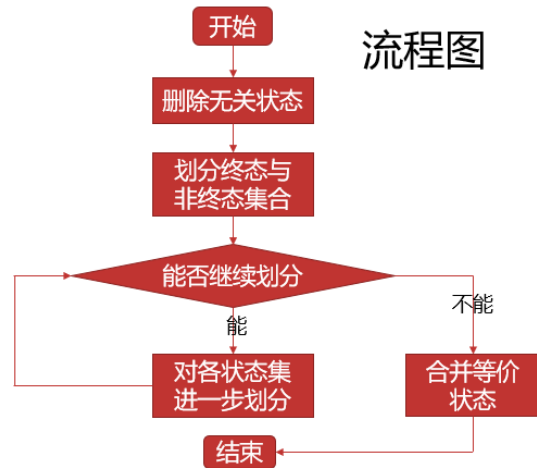 开始
流程图
删除无关状态
划分终态与
非终态集合
能否继续划分
能
不能
对各状态集
进一步划分
合并等价
状态
结束